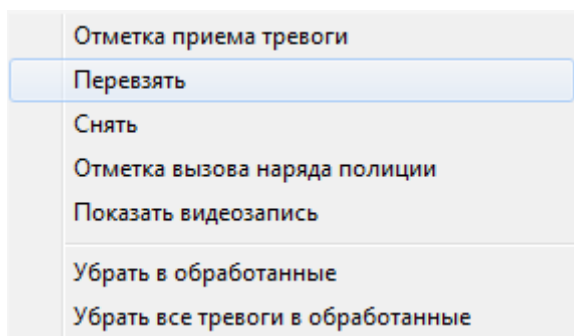 Отметка приема тревоги
Перевзять
Снять
Отметка вызова наряда полиции
Показать видеозапись
Убрать в обработанные
Убрать все тревоги в обработанные